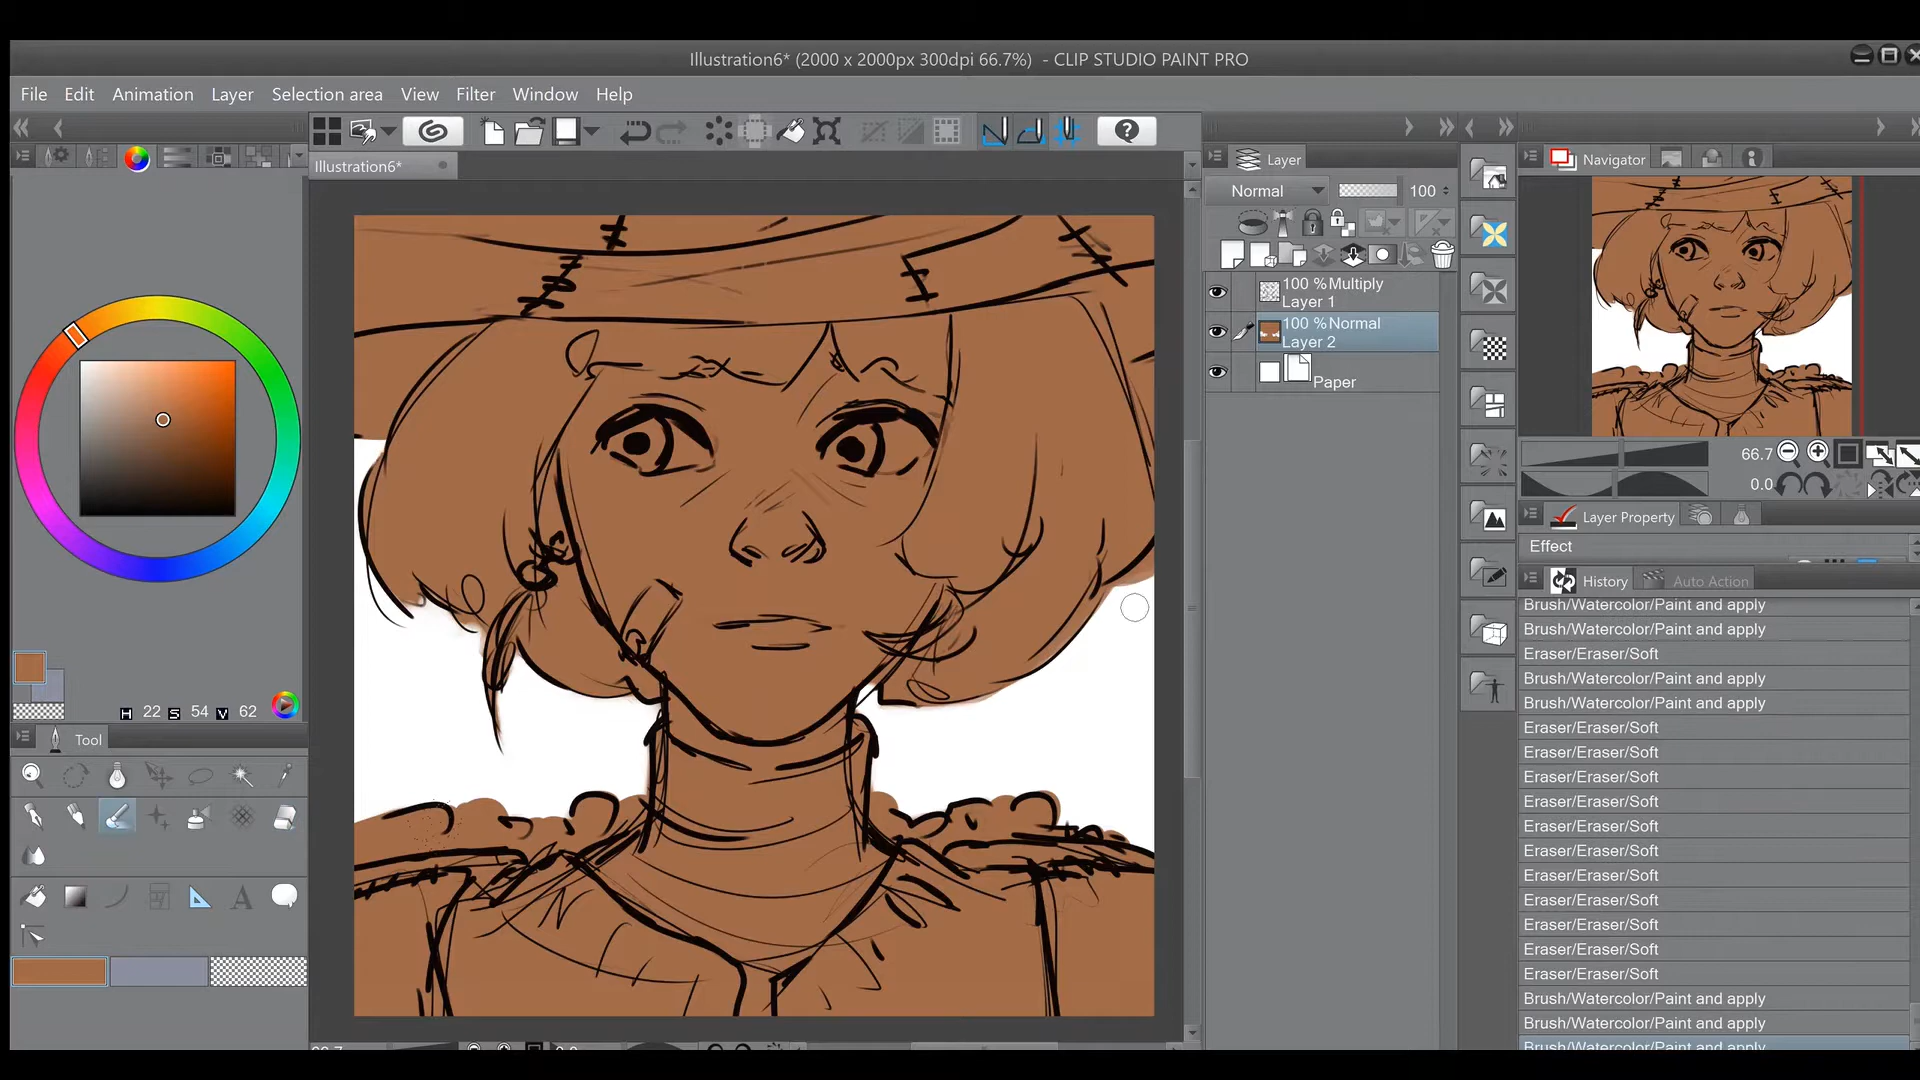 Illustration6* (2000 x 2000px 300dpi 66.7%)  - CLIP STUDIO PAINT PRO
File Edit Animation Layer Selection area View Filter Window Help
Illustration6*
Layer
Normal 100
100 %Multiply
Layer 1
100 %Normal
Layer 2
Paper
Navigator
66.7
0.0
Layer Property
Effect
History Auto Action
Brush/Watercolor/Paint and apply
Brush/Watercolor/Paint and apply
Eraser/Eraser/Soft
Brush/Watercolor/Paint and apply
Brush/Watercolor/Paint and apply
Eraser/Eraser/Soft
Eraser/Eraser/Soft
Eraser/Eraser/Soft
Eraser/Eraser/Soft
Eraser/Eraser/Soft
Eraser/Eraser/Soft
Eraser/Eraser/Soft
Eraser/Eraser/Soft
Eraser/Eraser/Soft
Eraser/Eraser/Soft
Eraser/Eraser/Soft
Brush/Watercolor/Paint and apply
Brush/Watercolor/Paint and apply
Brush/Watercolor/Paint and apply
H 22 S 54 V 62
Tool